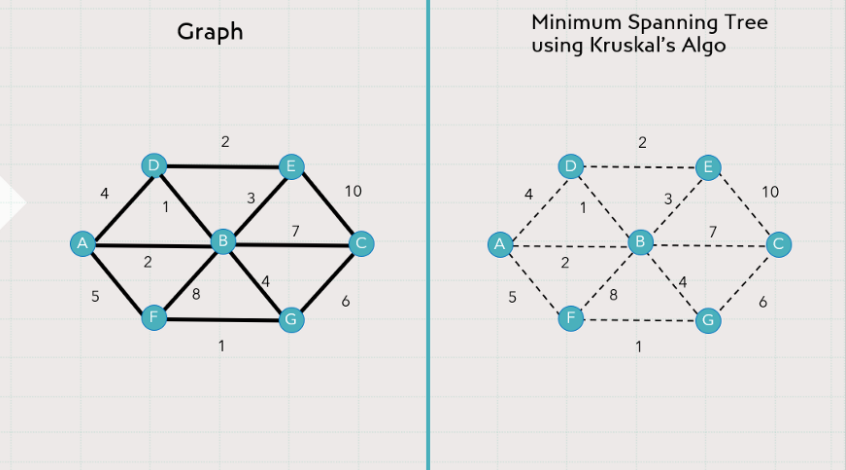 Graph
2
D E
4 1 3 10
A B 7 C
2
5 8 4 6
F G
1
Minimum Spanning Tree
using Kruskal's Algo
2
D E
4 1 3 10
A B 7 C
2
5 8 4 6
F G
1